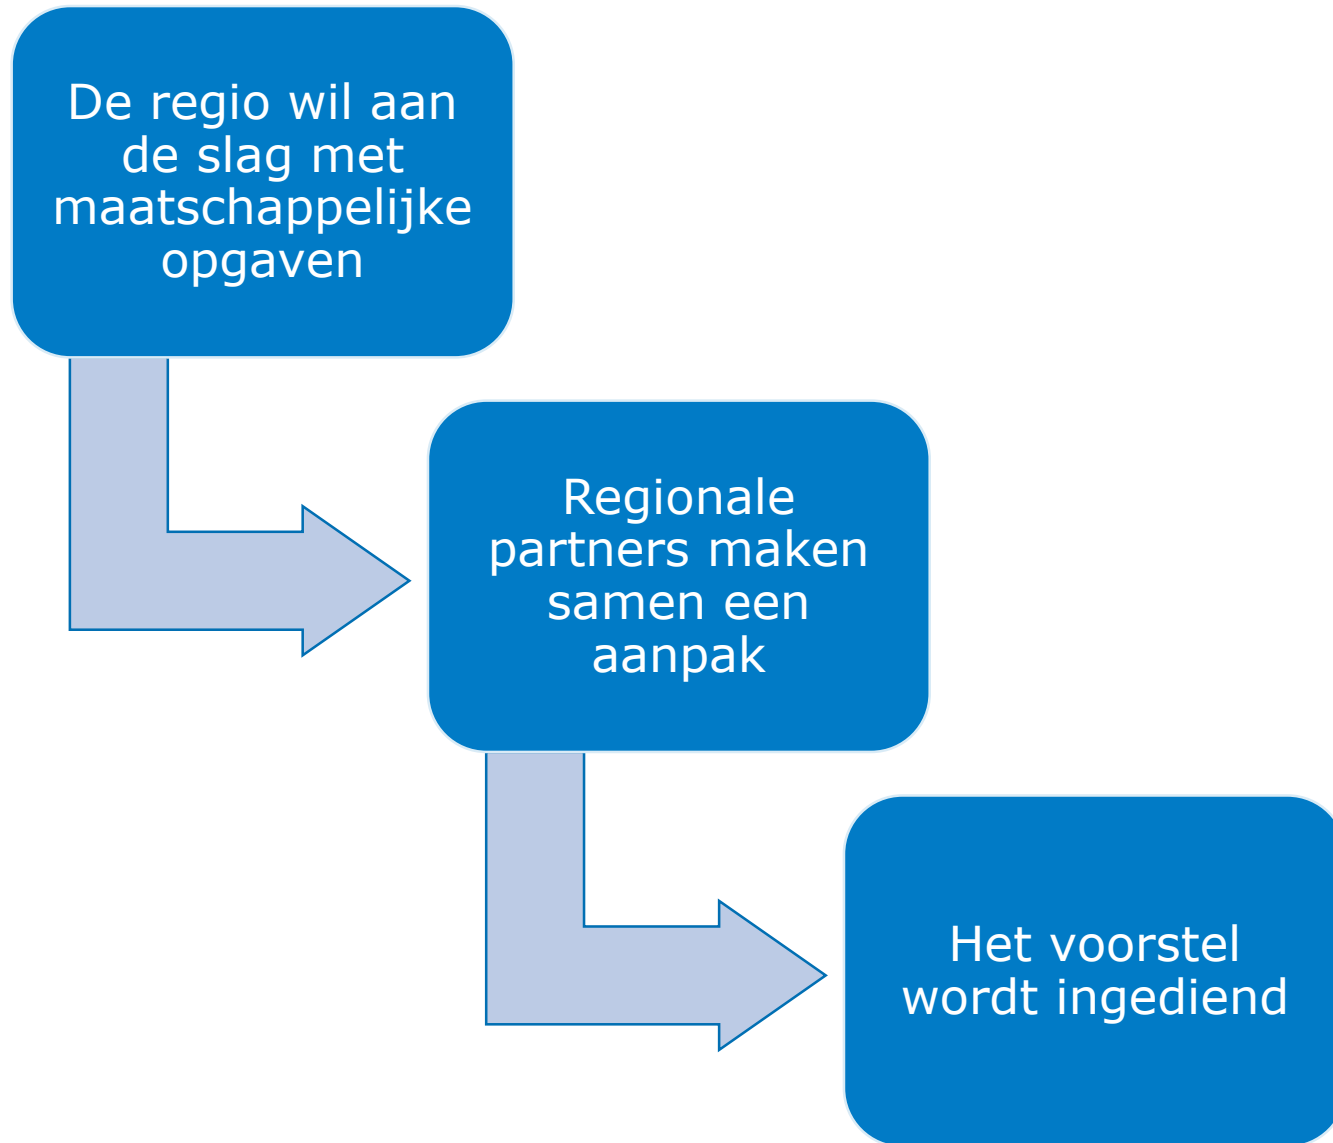 De regio wil aan
de slag met
maatschappelijke
opgaven
Regionale
partners maken
samen een
aanpak
Het voorstel
wordt ingediend